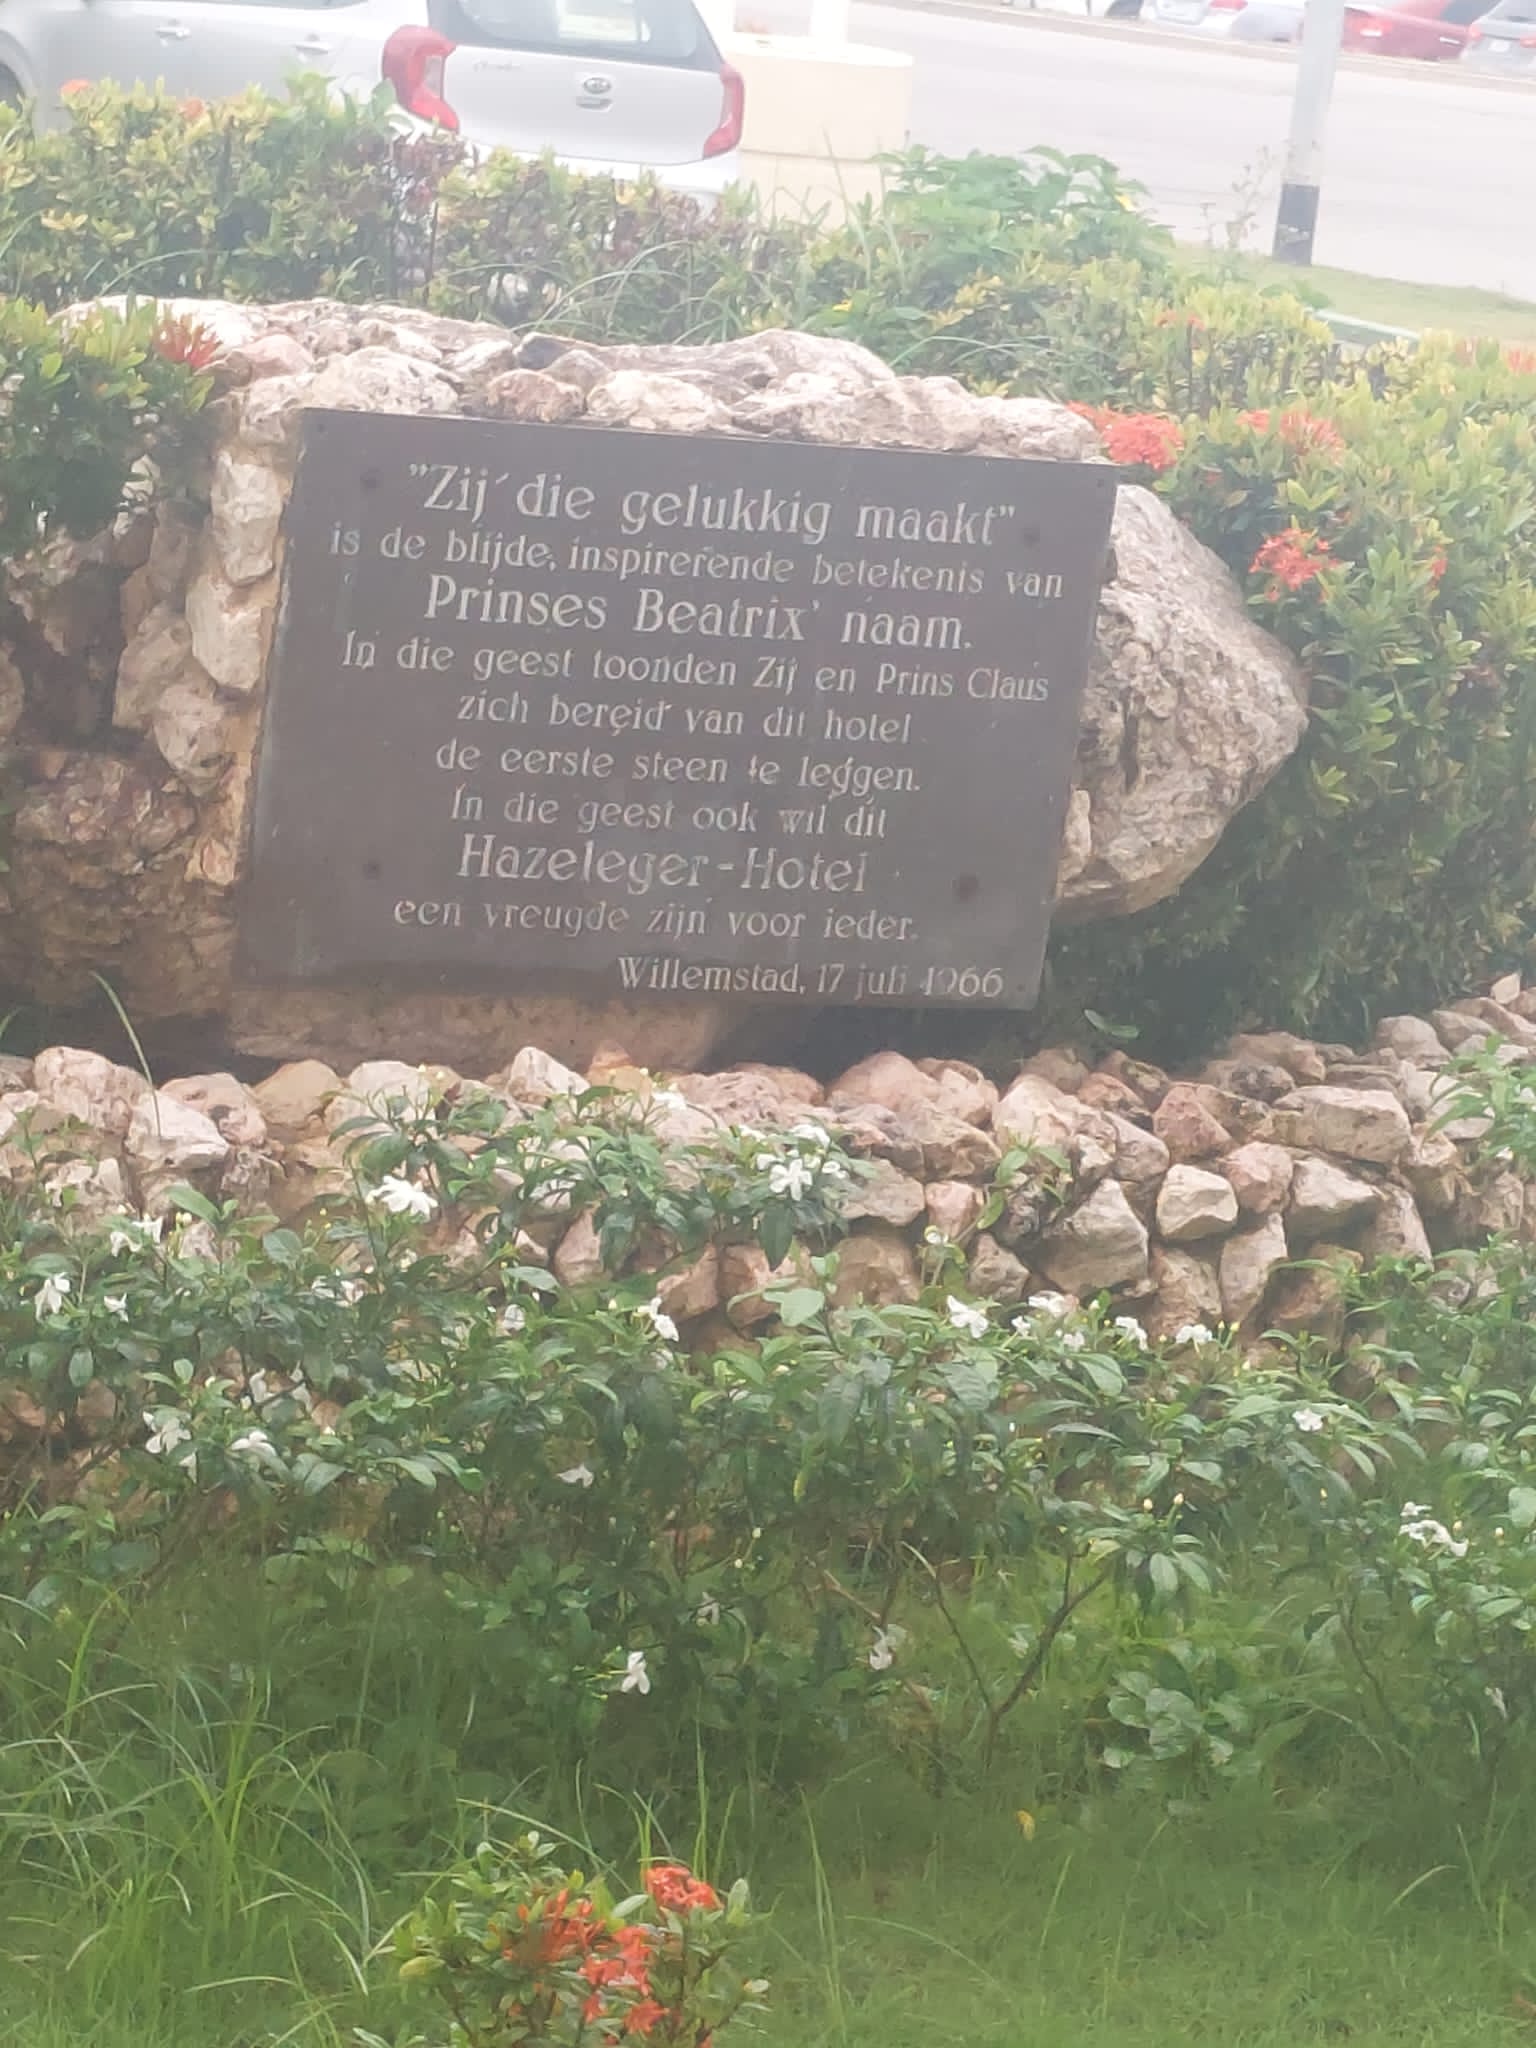 KIA
"Zij die gelukkig maakt"
is de blijde, inspirerende betekenis van
Prinses Beatrix' naam.
In die geest toonden Zij en Prins Claus
zich bereid van dit hotel
de eerste steen te leggen.
In die geest ook wil dit
Hazeleger-Hotel
een vreugde zijn voor ieder.
Willemstad, 17 juli 1966